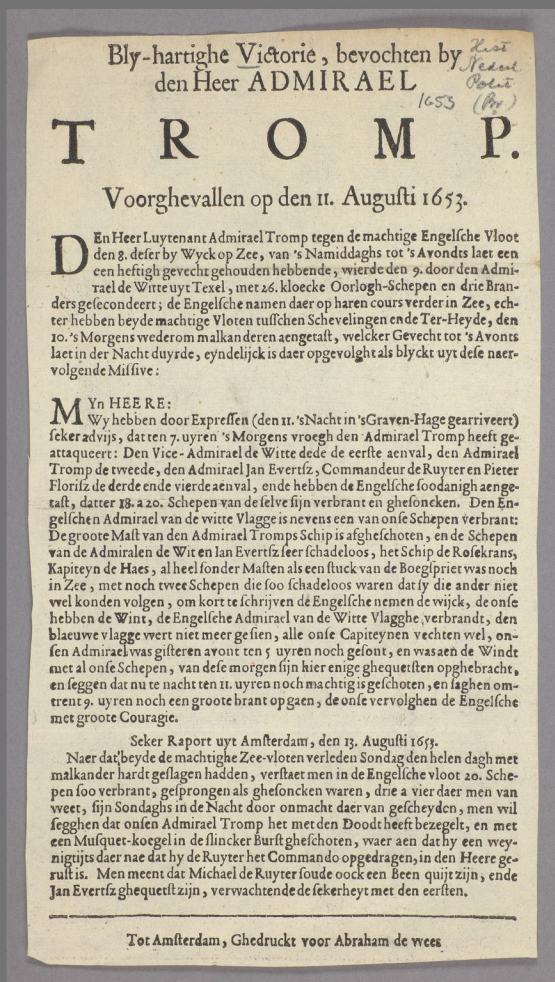 Bly-hartighe Victorie, bevochten by
den Heer ADMIRAEL
Hist
Nederl
Polit
(Br.)
1653
TROMP.
Voorghevallen op den 11. Augusti 1653.
DEn Heer Luytenant Admirael Tromp tegen de machtige Engelsche Vloot
den 8. deser by Wyck op Zee, van 's Namiddaghs tot 's Avondts laet een
een heftigh gevecht gehouden hebbende, wierde den 9. door den Admi-
rael de Witte uyt Texel, met 26. kloecke Oorlogh-Schepen en drie Bran-
ders gesecondeert; de Engelsche namen daer op haren cours verder in Zee, ech-
ter hebben beyde machtige Vloten tusschen Schevelingen ende Ter-Heyde, den
10. 's Morgens wederom malkanderen aengetast, welcker Gevecht tot 's Avonts
laet in der Nacht duyrde, eyndelijck is daer opgevolght als blyckt uyt dese naer-
volgende Missive:
MYn HEERE:
Wy hebben door Expressen (den 11. 's Nacht in 'sGraven-Hage gearriveert)
seker advijs, dat ten 7. uyren 's Morgens vroegh den Admirael Tromp heeft ge-
attaqueert: Den Vice-Admirael de Witte dede de eerste aenval, den Admirael
Tromp de tweede, den Admirael Jan Evertsz, Commandeur de Ruyter en Pieter
Florisz de derde ende vierde aenval, ende hebben de Engelsche soodanigh aenge-
tast, datter 18. a 20. Schepen van deselve sijn verbrant en ghesoncken. Den En-
gelschen Admirael van de witte Vlagge is nevens een van onse Schepen verbrant:
De groote Mast van den Admirael Tromps Schip is afgheschoten, en de Schepen
van de Admiralen de Wit en Ian Evertsz seer schadeloos, het Schip de Rosekrans,
Kapiteyn de Haes, al heel sonder Masten als een stuck van de Boegspriet was noch
in Zee, met noch twee Schepen die soo schadeloos waren dat sy die ander niet
wel konden volgen, om kort te schrijven de Engelsche nemen de wijck, de onse
hebben de Wint, de Engelsche Admirael van de Witte Vlagghe verbrandt, den
blaeuwe vlagge wert niet meer gesien, alle onse Capiteynen vechten wel, on-
sen Admirael was gisteren avont ten 5 uyren noch gesont, en was aen de Windt
met al onse Schepen, van dese morgen sijn hier enige ghequetsten opghebracht,
en seggen dat nu te nacht ten 11. uyren noch machtig is geschoten, en saghen om-
trent 9. uyren noch een groote brant op gaen, de onse vervolghen de Engelsche
met groote Couragie.
Seker Raport uyt Amsterdam, den 13. Augusti 1653.
Naer dat beyde de machtighe Zee-vloten verleden Sondag den helen dagh met
malkander hardt geslagen hadden, verstaet men in de Engelsche vloot 20. Sche-
pen soo verbrant, gesprongen als ghesoncken waren, drie a vier daer men van
weet, sijn Sondaghs in de Nacht door onmacht daer van gescheyden, men wil
segghen dat onsen Admirael Tromp het met den Doodt heeft bezegelt, en met
een Musquet-koegel in de slincker Burst gheschoten, waer aen dat hy een wey-
nig tijts daer nae dat hy de Ruyter het Commando opgedragen, in den Heere ge-
rust is. Men meent dat Michael de Ruyter soude oock een Been quijt zijn, ende
Jan Evertsz ghequetst zijn, verwachtende de sekerheyt met den eersten.
Tot Amsterdam, Ghedruckt voor Abraham de wees